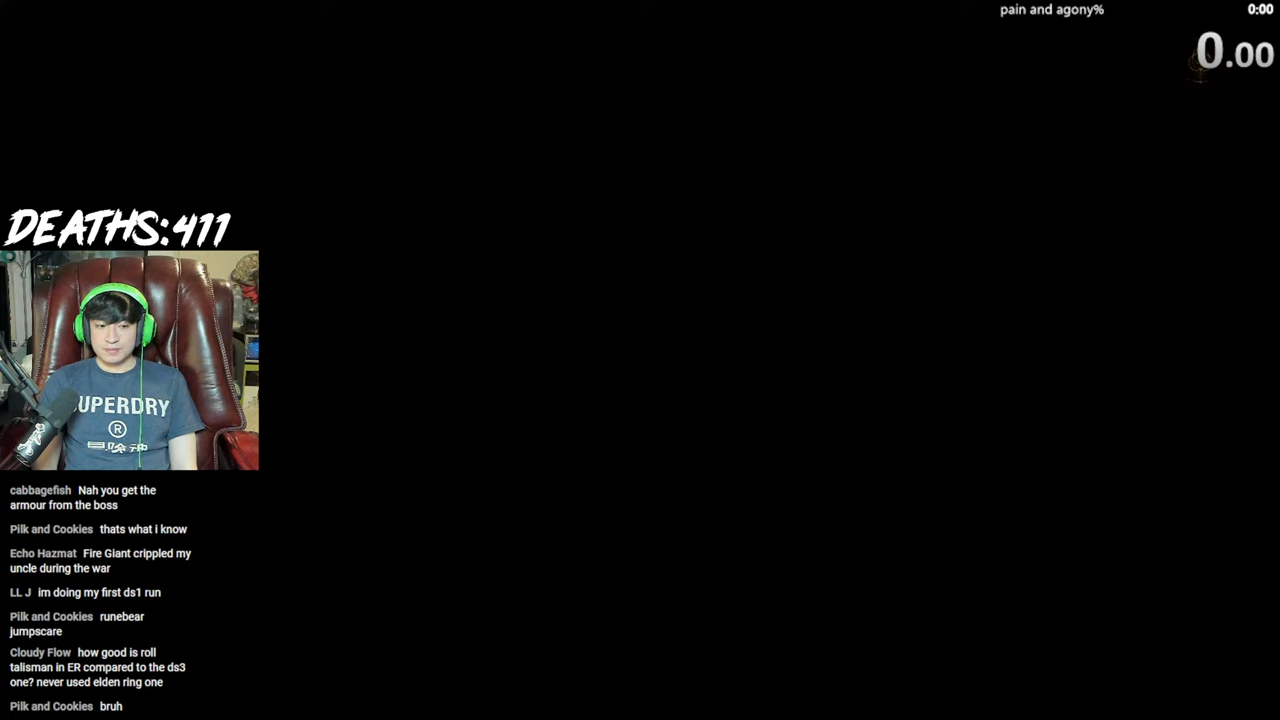 pain and agony%
0:00
0.00
DEATHS:411
SUPERDRY
®
cabbagefish Nah you get the
armour from the boss
Pilk and Cookies thats what i know
Echo Hazmat Fire Giant crippled my
uncle during the war
LL J im doing my first ds1 run
Pilk and Cookies runebear
jumpscare
Cloudy Flow how good is roll
talisman in ER compared to the ds3
one? never used elden ring one
Pilk and Cookies bruh